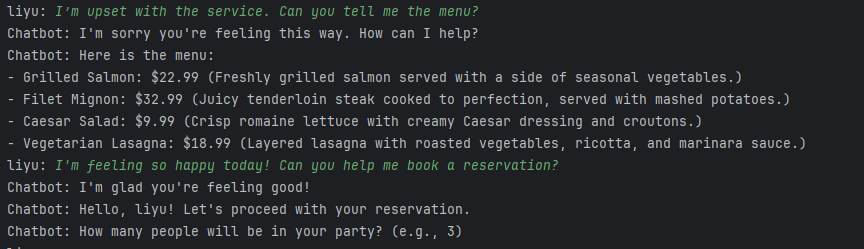 liyu: I'm upset with the service. Can you tell me the menu?
Chatbot: I'm sorry you're feeling this way. How can I help?
Chatbot: Here is the menu:
- Grilled Salmon: $22.99 (Freshly grilled salmon served with a side of seasonal vegetables.)
- Filet Mignon: $32.99 (Juicy tenderloin steak cooked to perfection, served with mashed potatoes.)
- Caesar Salad: $9.99 (Crisp romaine lettuce with creamy Caesar dressing and croutons.)
- Vegetarian Lasagna: $18.99 (Layered lasagna with roasted vegetables, ricotta, and marinara sauce.)
liyu: I'm feeling so happy today! Can you help me book a reservation?
Chatbot: I'm glad you're feeling good!
Chatbot: Hello, liyu! Let's proceed with your reservation.
Chatbot: How many people will be in your party? (e.g., 3)